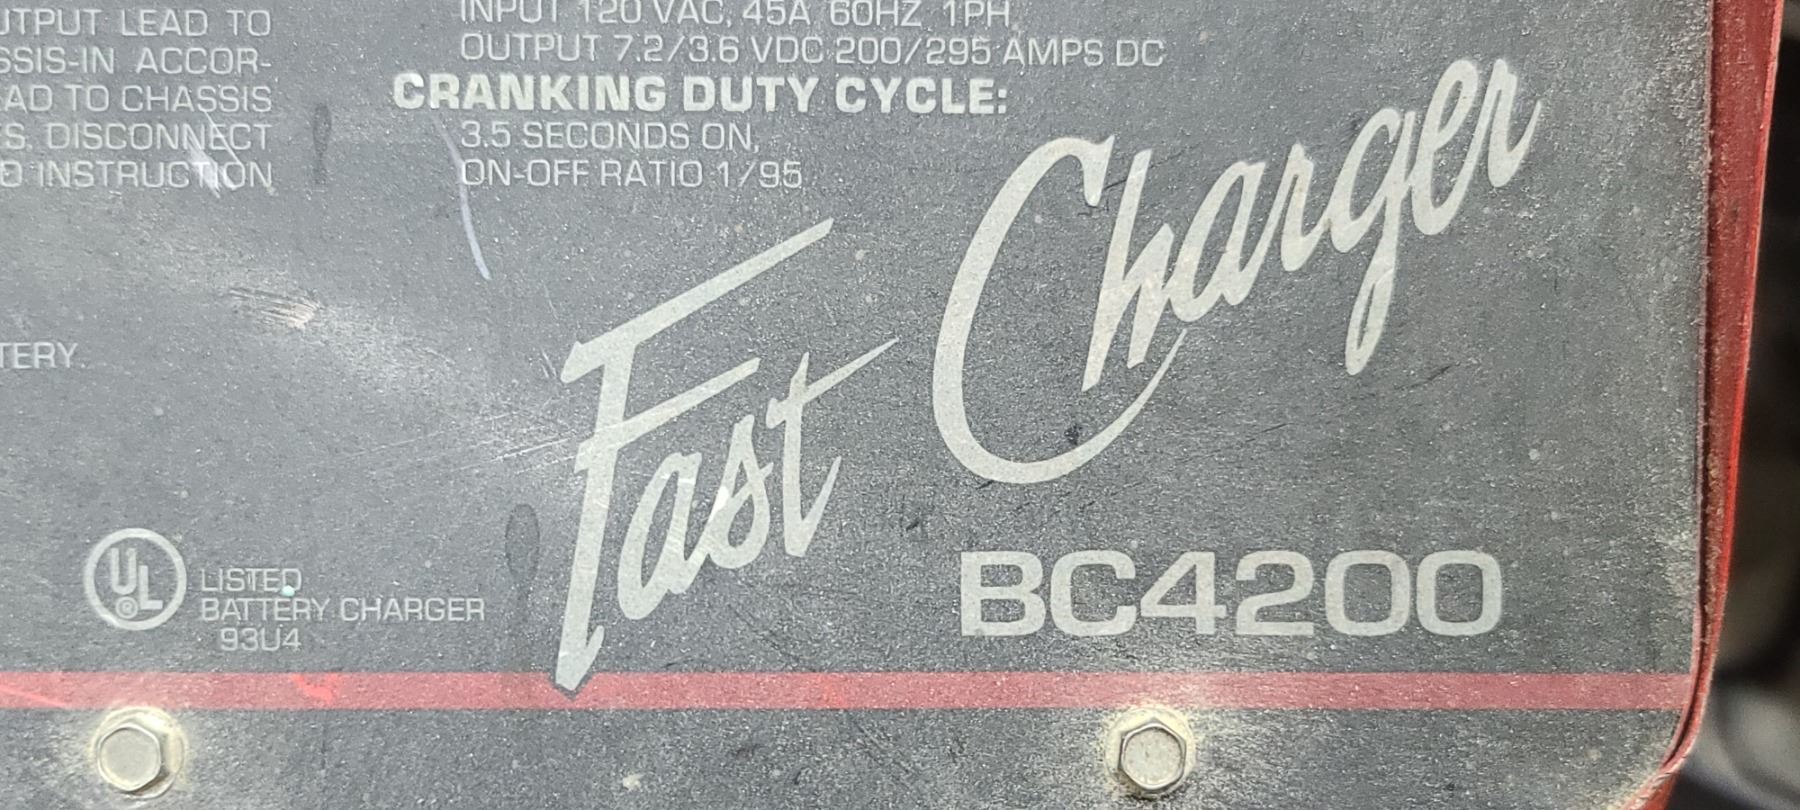 UTPUT LEAD TO
SSIS-IN ACCOR-
AD TO CHASSIS
S. DISCONNECT
D INSTRUCTION
TERY.
INPUT 120 VAC, 45A 60HZ 1PH,
OUTPUT 7.2/3.6 VDC 200/295 AMPS DC
CRANKING DUTY CYCLE:
3.5 SECONDS ON,
ON-OFF RATIO 1/95
Fast Charger
BC4200
UL ®
LISTED
BATTERY CHARGER
93U4